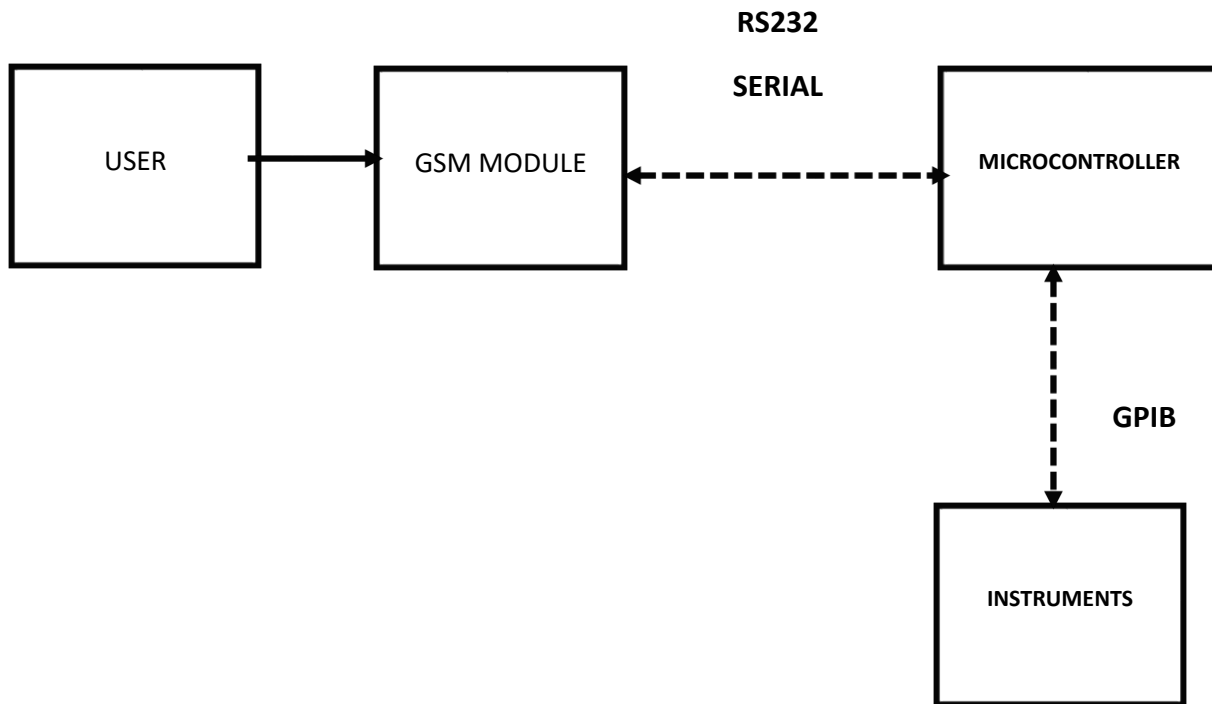 RS232
SERIAL
USER
GSM MODULE
MICROCONTROLLER
GPIB
INSTRUMENTS